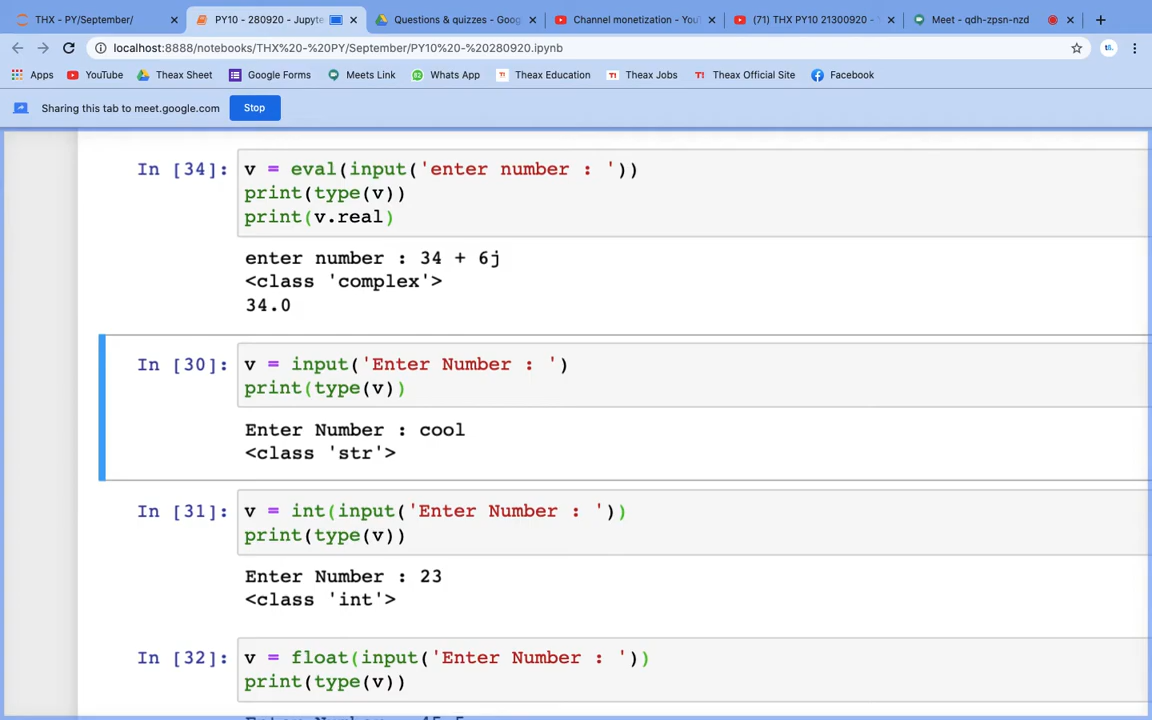 THX - PY/September/
PY10 - 280920 - Jupyte
Questions & quizzes - Goog
Channel monetization - You
(71) THX PY10 21300920 -
Meet - qdh-zpsn-nzd
localhost:8888/notebooks/THX%20-%20PY/September/PY10%20-%20280920.ipynb
Apps YouTube Theax Sheet Google Forms Meets Link Whats App Theax Education Theax Jobs Theax Official Site Facebook
Sharing this tab to meet.google.com Stop
In [34]: v = eval(input('enter number : '))
print(type(v))
print(v.real)
enter number : 34 + 6j
<class 'complex'>
34.0
In [30]: v = input('Enter Number : ')
print(type(v))
Enter Number : cool
<class 'str'>
In [31]: v = int(input('Enter Number : '))
print(type(v))
Enter Number : 23
<class 'int'>
In [32]: v = float(input('Enter Number : '))
print(type(v))